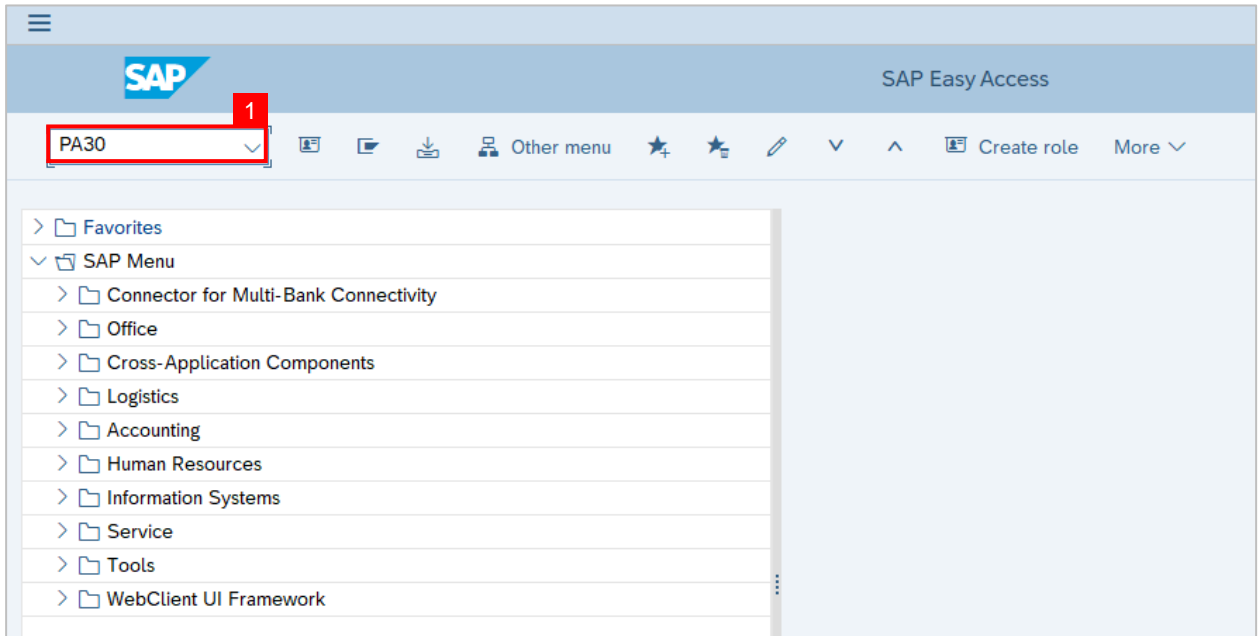 SAP
SAP Easy Access
1
PA30
Other menu
Create role
More
Favorites
SAP Menu
Connector for Multi-Bank Connectivity
Office
Cross-Application Components
Logistics
Accounting
Human Resources
Information Systems
Service
Tools
WebClient UI Framework